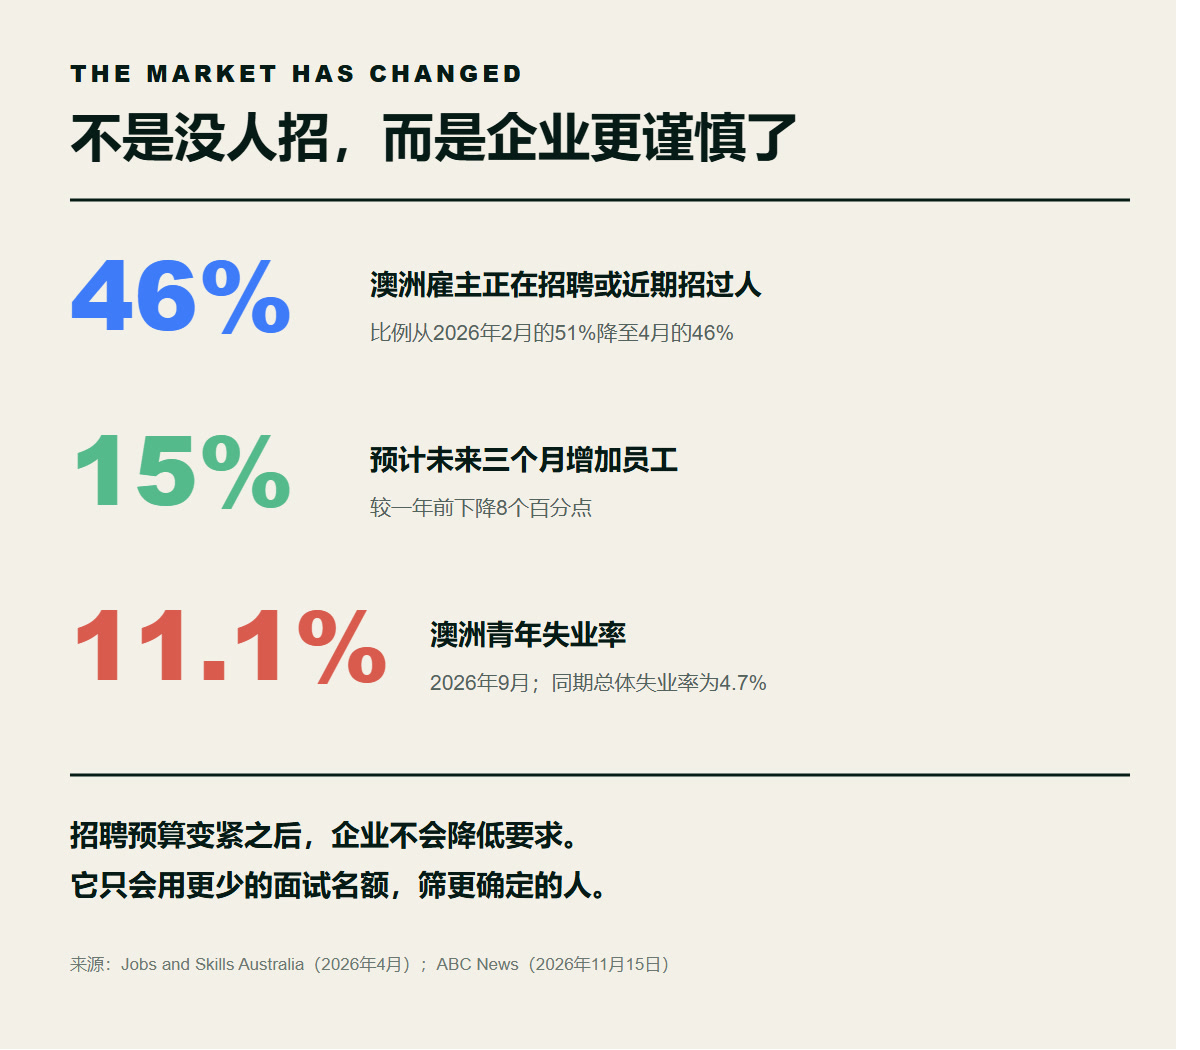 THE MARKET HAS CHANGED
不是没人招，而是企业更谨慎了
46%
澳洲雇主正在招聘或近期招过人
比例从2026年2月的51%降至4月的46%
15%
预计未来三个月增加员工
较一年前下降8个百分点
11.1%
澳洲青年失业率
2026年9月；同期总体失业率为4.7%
招聘预算变紧之后，企业不会降低要求。
它只会用更少的面试名额，筛更确定的人。
来源：Jobs and Skills Australia（2026年4月）；ABC News（2026年11月15日）